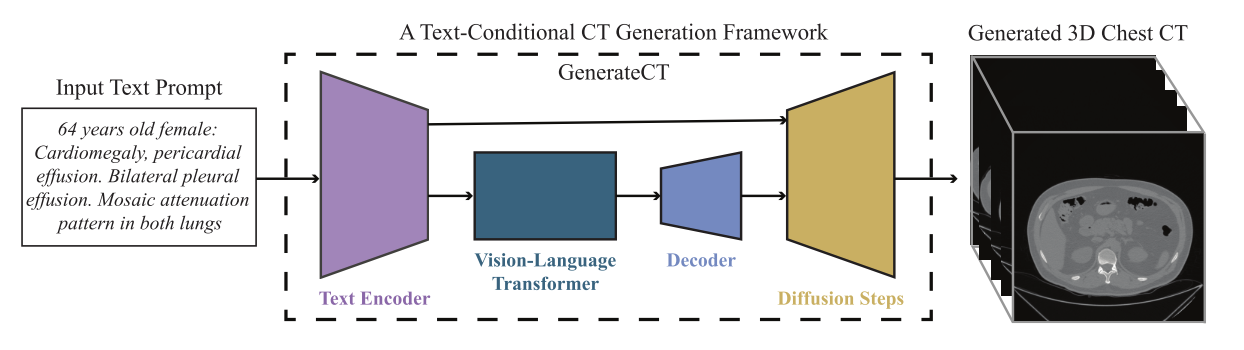 A Text-Conditional CT Generation Framework
Generated 3D Chest CT
GenerateCT
Input Text Prompt
64 years old female:
Cardiomegaly, pericardial
effusion. Bilateral pleural
effusion. Mosaic attenuation
pattern in both lungs
Text Encoder
Vision-Language
Transformer
Decoder
Diffusion Steps